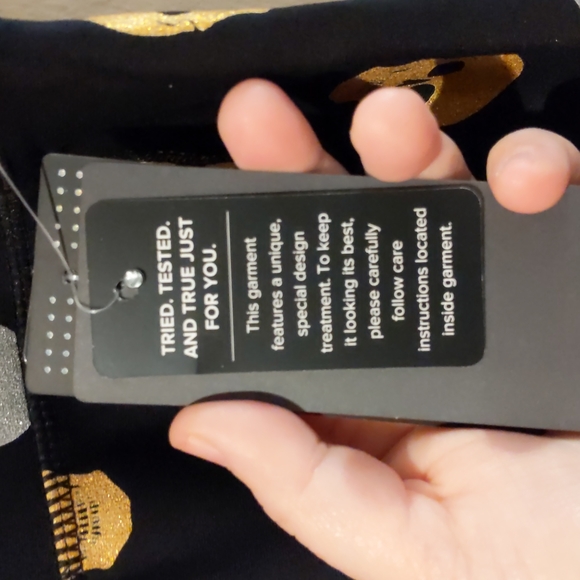 TRIED. TESTED.
AND TRUE JUST
FOR YOU.
This garment
features a unique,
special design
treatment. To keep
it looking its best,
please carefully
follow care
instructions located
inside garment.